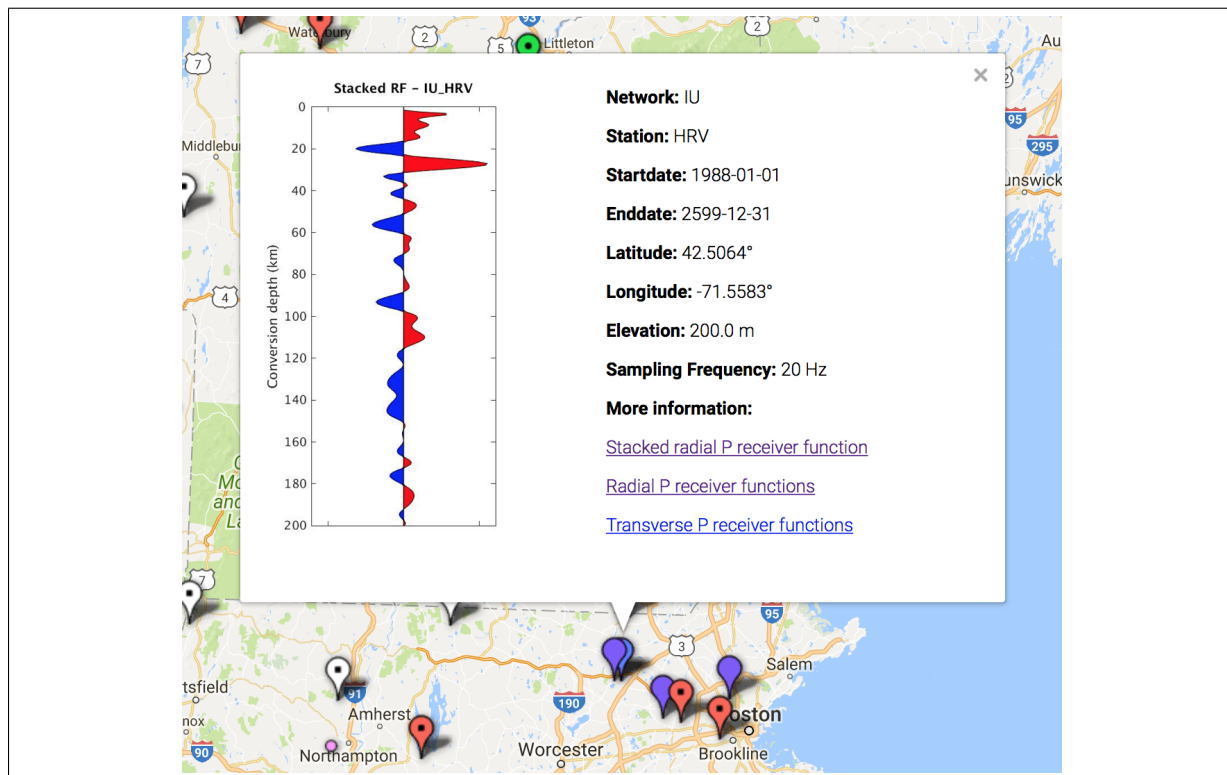 93
Waterbury
2
5
Littleton
2
Au
7
Stacked RF – IU_HRV
0
20
40
60
80
100
120
140
160
180
200
Conversion depth (km)
Network: IU
Station: HRV
Startdate: 1988-01-01
Enddate: 2599-12-31
Latitude: 42.5064°
Longitude: -71.5583°
Elevation: 200.0 m
Sampling Frequency: 20 Hz
More information:
Stacked radial P receiver function
Radial P receiver functions
Transverse P receiver functions
95
295
Middlebu
unswick
4
Mo
and
7
95
3
Salem
tsfield
91
190
Amherst
oston
nox
90
Northampton
Worcester
Brookline